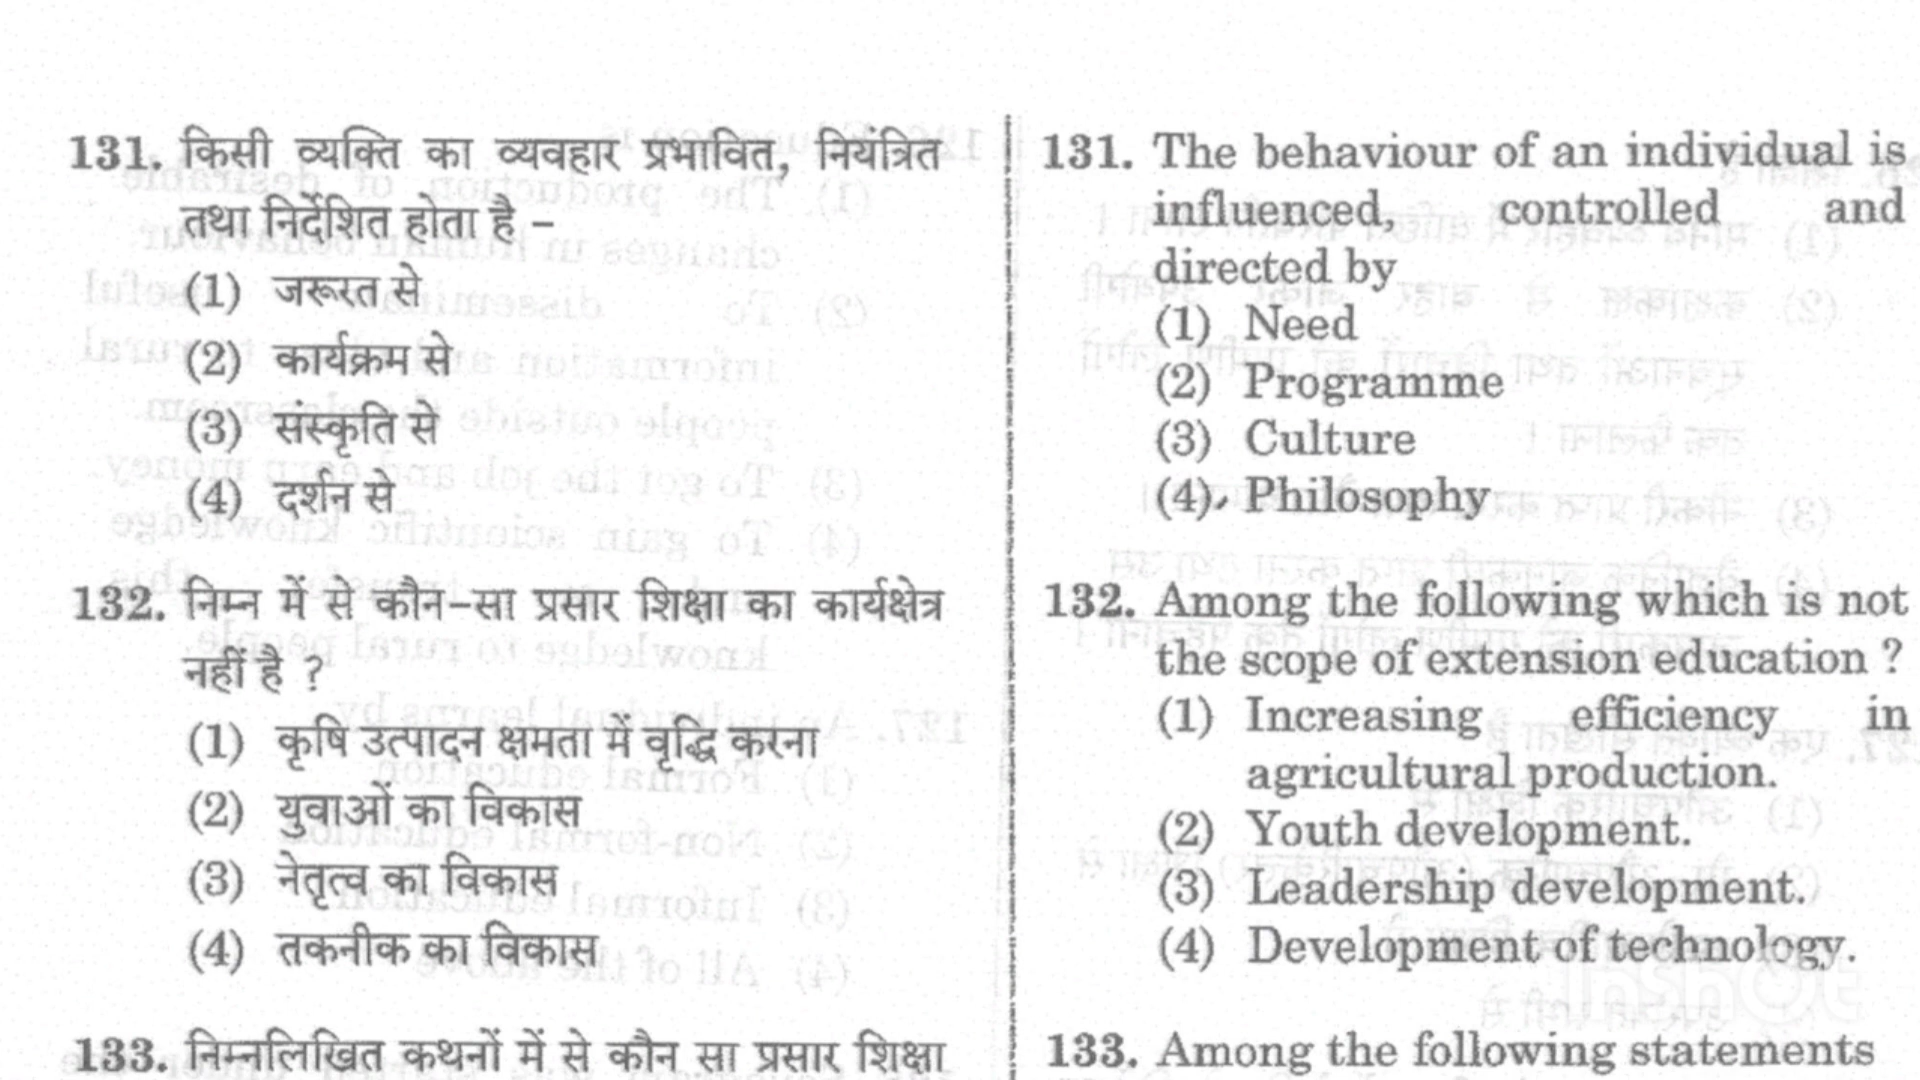 131. किसी व्यक्ति का व्यवहार प्रभावित, नियंत्रित
तथा निर्देशित होता है –
(1) जरूरत से
(2) कार्यक्रम से
(3) संस्कृति से
(4) दर्शन से
132. निम्न में से कौन-सा प्रसार शिक्षा का कार्यक्षेत्र
नहीं है ?
(1) कृषि उत्पादन क्षमता में वृद्धि करना
(2) युवाओं का विकास
(3) नेतृत्व का विकास
(4) तकनीक का विकास
133. निम्नलिखित कथनों में से कौन सा प्रसार शिक्षा
131. The behaviour of an individual is
influenced, controlled and
directed by
(1) Need
(2) Programme
(3) Culture
(4) Philosophy
132. Among the following which is not
the scope of extension education ?
(1) Increasing efficiency in
agricultural production.
(2) Youth development.
(3) Leadership development.
(4) Development of technology.
133. Among the following statements
InShOt